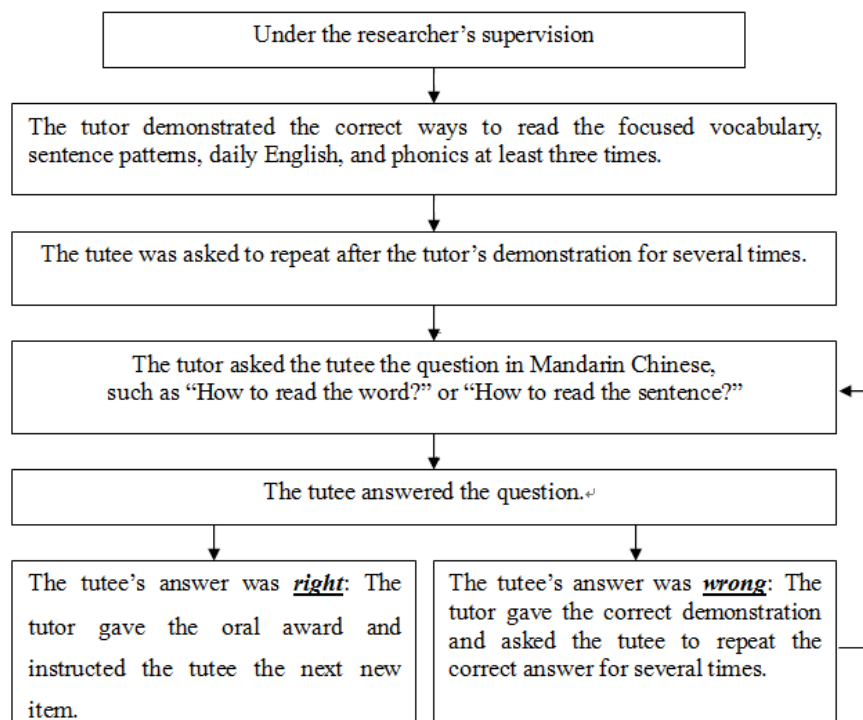 Under the researcher’s supervision
The tutor demonstrated the correct ways to read the focused vocabulary,
sentence patterns, daily English, and phonics at least three times.
The tutee was asked to repeat after the tutor’s demonstration for several times.
The tutor asked the tutee the question in Mandarin Chinese,
such as “How to read the word?” or “How to read the sentence?”
The tutee answered the question.↵
The tutee’s answer was right: The
tutor gave the oral award and
instructed the tutee the next new
item.
The tutee’s answer was wrong: The
tutor gave the correct demonstration
and asked the tutee to repeat the
correct answer for several times.